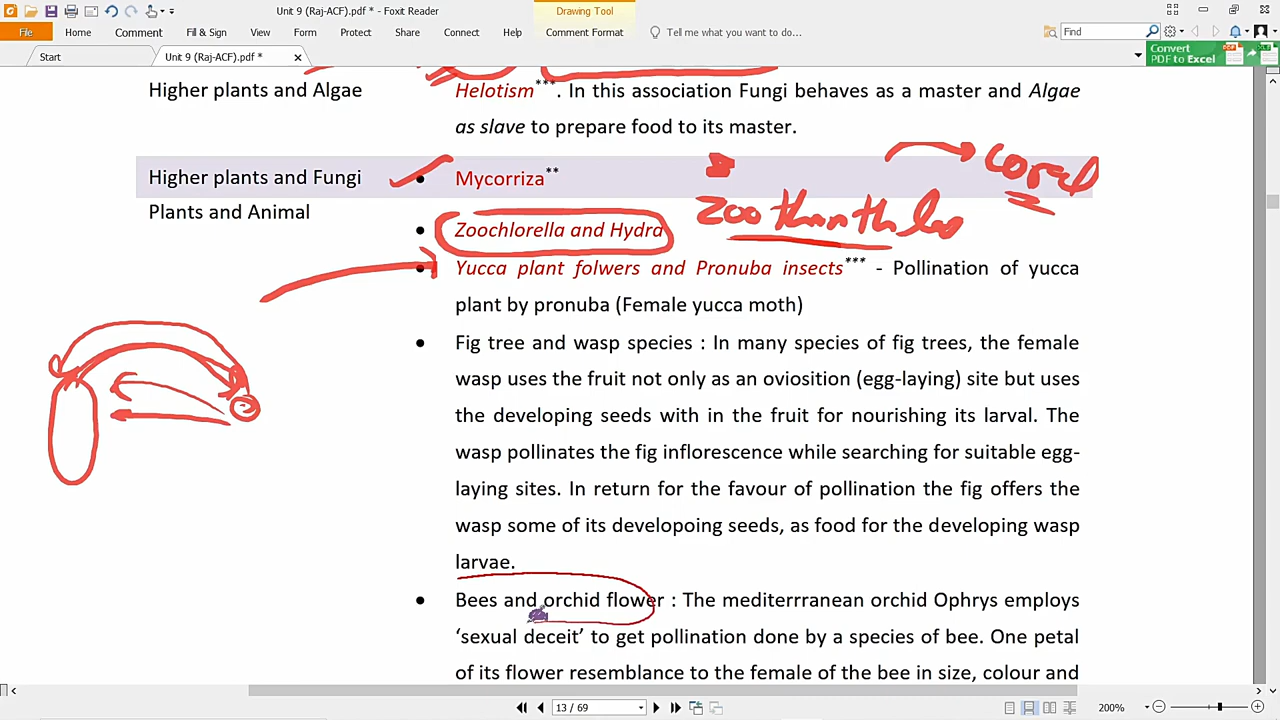 Unit 9 (Raj-ACF).pdf * - Foxit Reader
Drawing Tool
File Home Comment View Form Protect Share Connect Help Fill & Sign Comment Format Tell me what you want to do... Find
Start
Unit 9 (Raj-ACF).pdf *
Convert
PDF to Excel
Higher plants and Algae
Helotism***. In this association Fungi behaves as a master and Algae
as slave to prepare food to its master.
Higher plants and Fungi
• Mycorriza**
coral
Plants and Animal
• Zoochlorella and Hydra
• Yucca plant folwers and Pronuba insects*** - Pollination of yucca
plant by pronuba (Female yucca moth)
• Fig tree and wasp species : In many species of fig trees, the female
wasp uses the fruit not only as an oviosition (egg-laying) site but uses
the developing seeds with in the fruit for nourishing its larval. The
wasp pollinates the fig inflorescence while searching for suitable egg-
laying sites. In return for the favour of pollination the fig offers the
wasp some of its developoing seeds, as food for the developing wasp
larvae.
• Bees and orchid flower : The mediterrranean orchid Ophrys employs
‘sexual deceit’ to get pollination done by a species of bee. One petal
of its flower resemblance to the female of the bee in size, colour and
13 / 69
200%